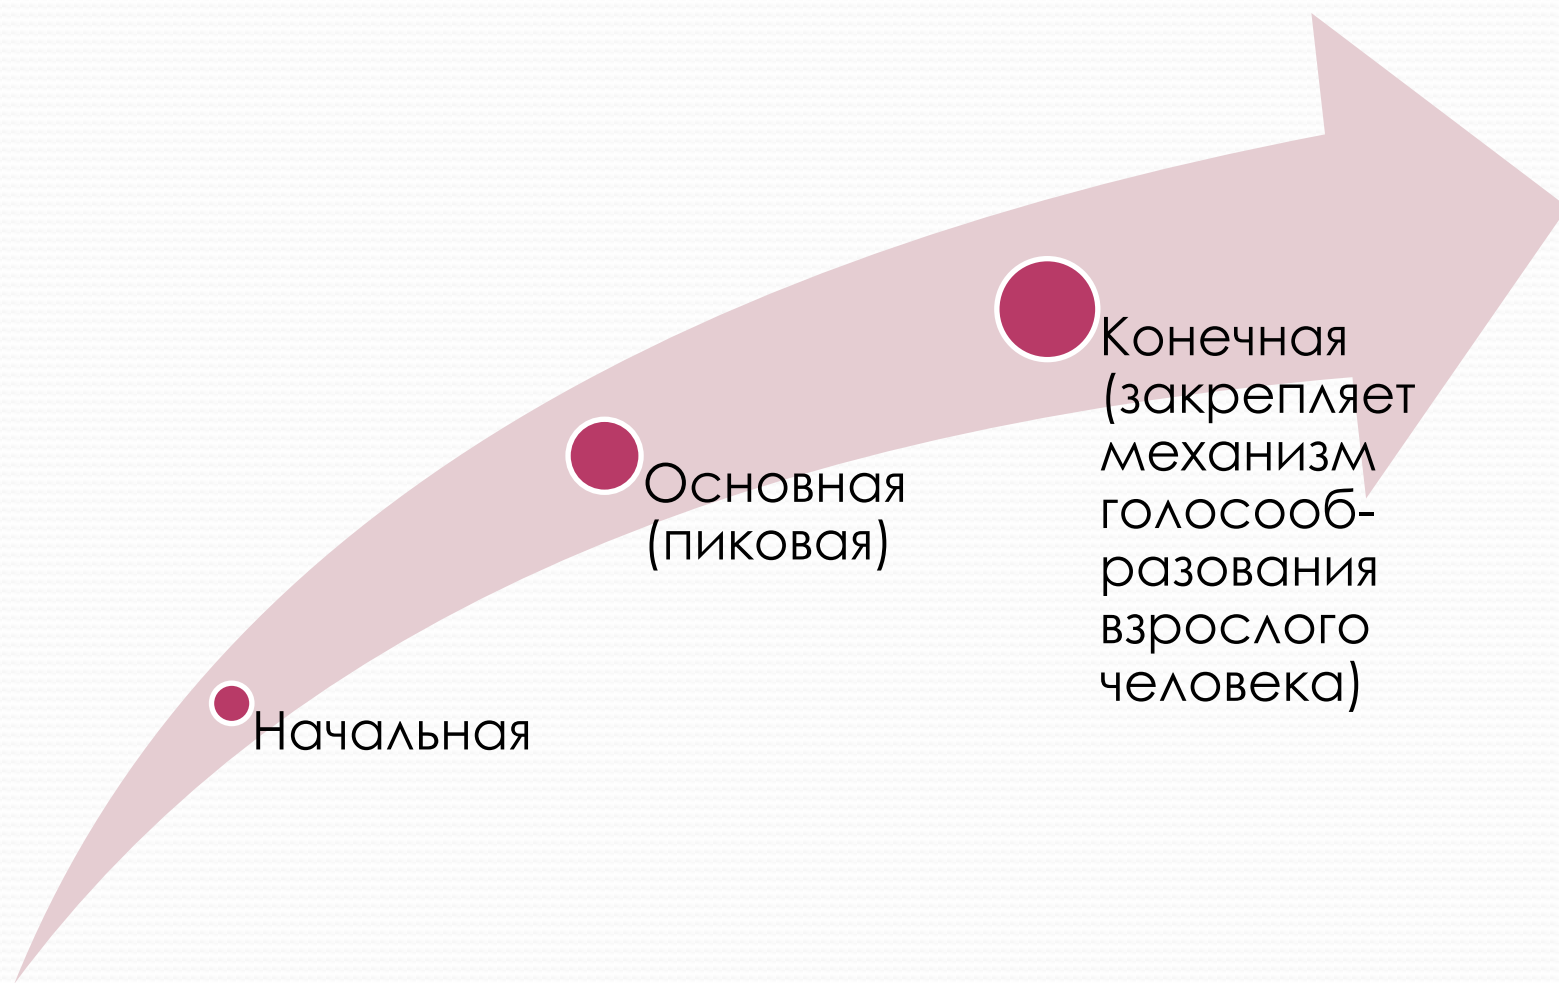 Начальная
Основная
(пиковая)
Конечная
(закрепляет
механизм
голосооб-
разования
взрослого
человека)